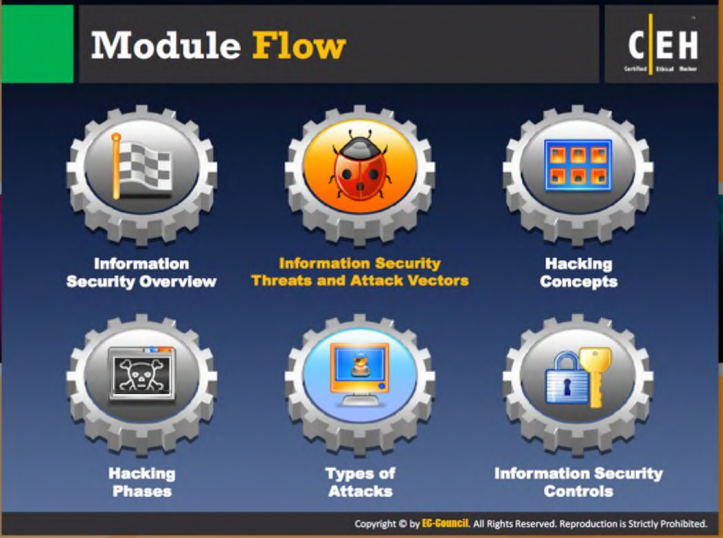 Module Flow
C|EH
Certified Ethical Hacker
Information
Security Overview
Information Security
Threats and Attack Vectors
Hacking
Concepts
Hacking
Phases
Types of
Attacks
Information Security
Controls
Copyright © by EG-Council. All Rights Reserved. Reproduction is Strictly Prohibited.